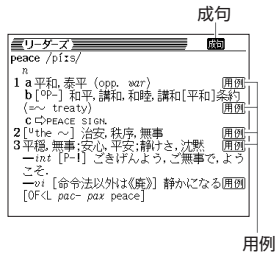 成句
リーダーズ 成句
peace /píːs/
n
1 a 平和, 泰平 (opp. war) 用例
b [°P-] 和平, 講和, 和睦, 講和[平和]条約
(=～ treaty) 用例
c ⇨PEACE SIGN.
2 [ᵁthe ～] 治安, 秩序, 無事 用例
3 平穏, 無事;安心, 平安;静けさ, 沈黙 用例
—int [P-!] ごきげんよう, ご無事で, よう
こそ.
—vi [命令法以外は《廃》] 静かになる 用例
[OF<L pac- pax peace]
用例